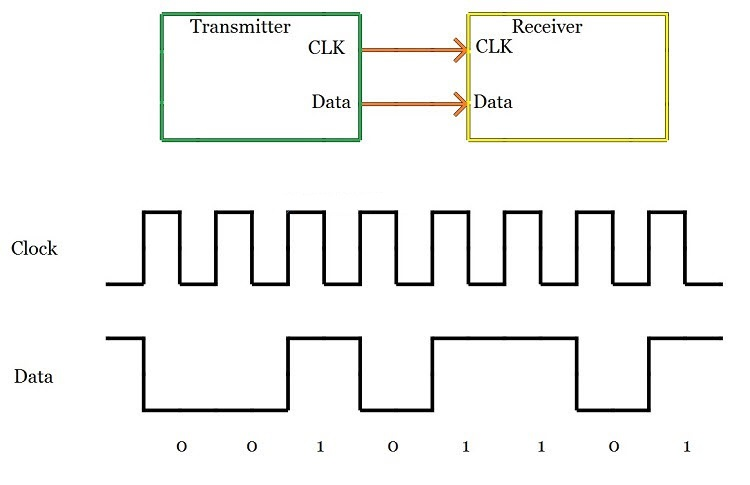 Transmitter
Receiver
CLK
CLK
Data
Data
Clock
Data
0 0 1 0 1 1 0 1